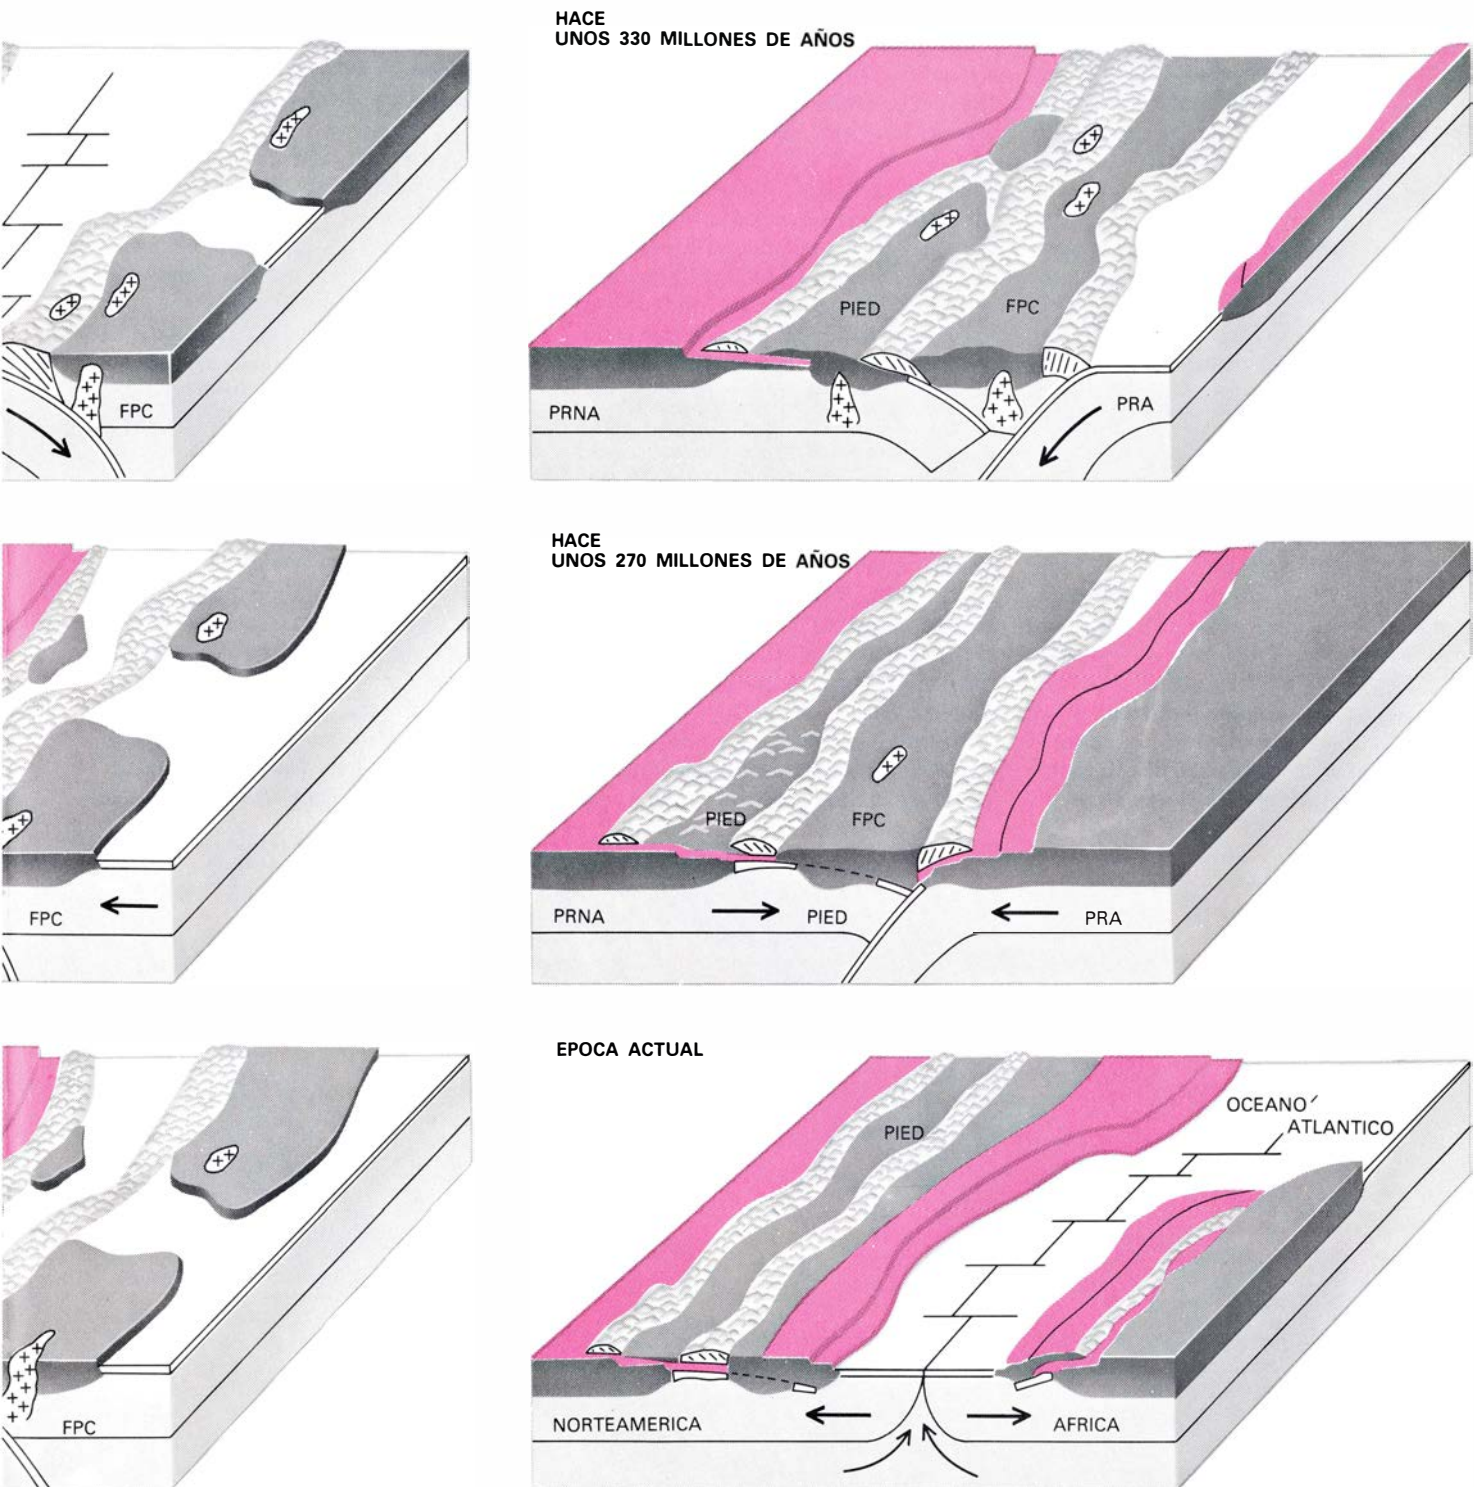 HACE
UNOS 330 MILLONES DE AÑOS
PIED
FPC
FPC
PRNA
PRA
HACE
UNOS 270 MILLONES DE AÑOS
PIED
FPC
FPC
PRNA
PIED
PRA
EPOCA ACTUAL
OCEANO
ATLANTICO
PIED
FPC
NORTEAMERICA
AFRICA